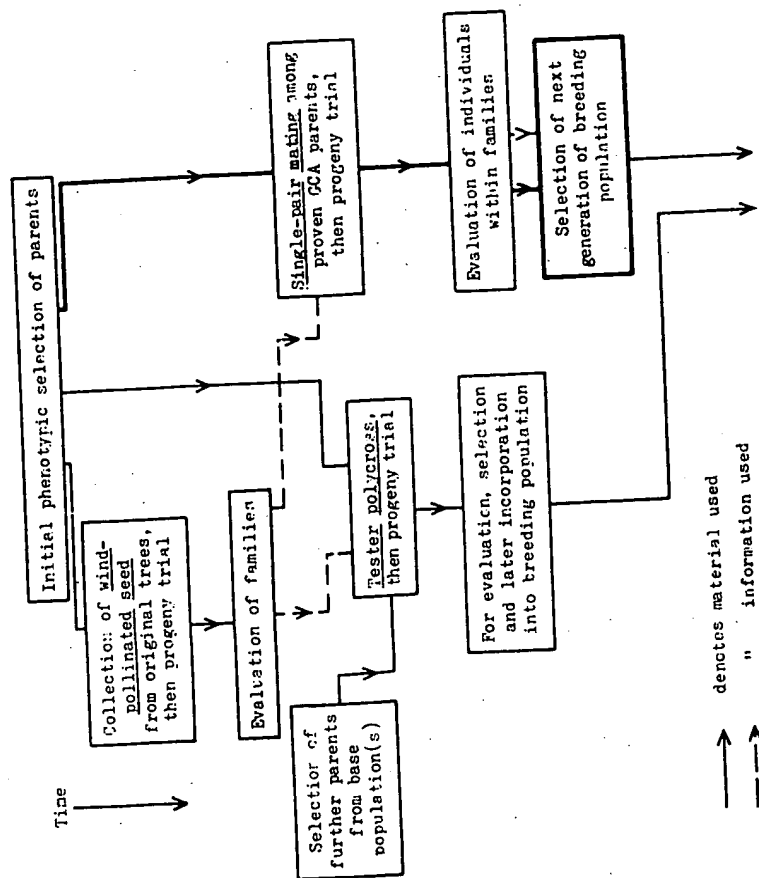 Initial phenotypic selection of parents
Time
Collection of wind-
pollinated seed
from original trees,
then progeny trial
Evaluation of families
Selection of
further parents
from base
population(s)
Tester polycross,
then progeny trial
Single-pair mating among
proven GCA parents,
then progeny trial
For evaluation, selection
and later incorporation
into breeding population
Evaluation of individuals
within families
Selection of next
generation of breeding
population
denotes material used
" information used